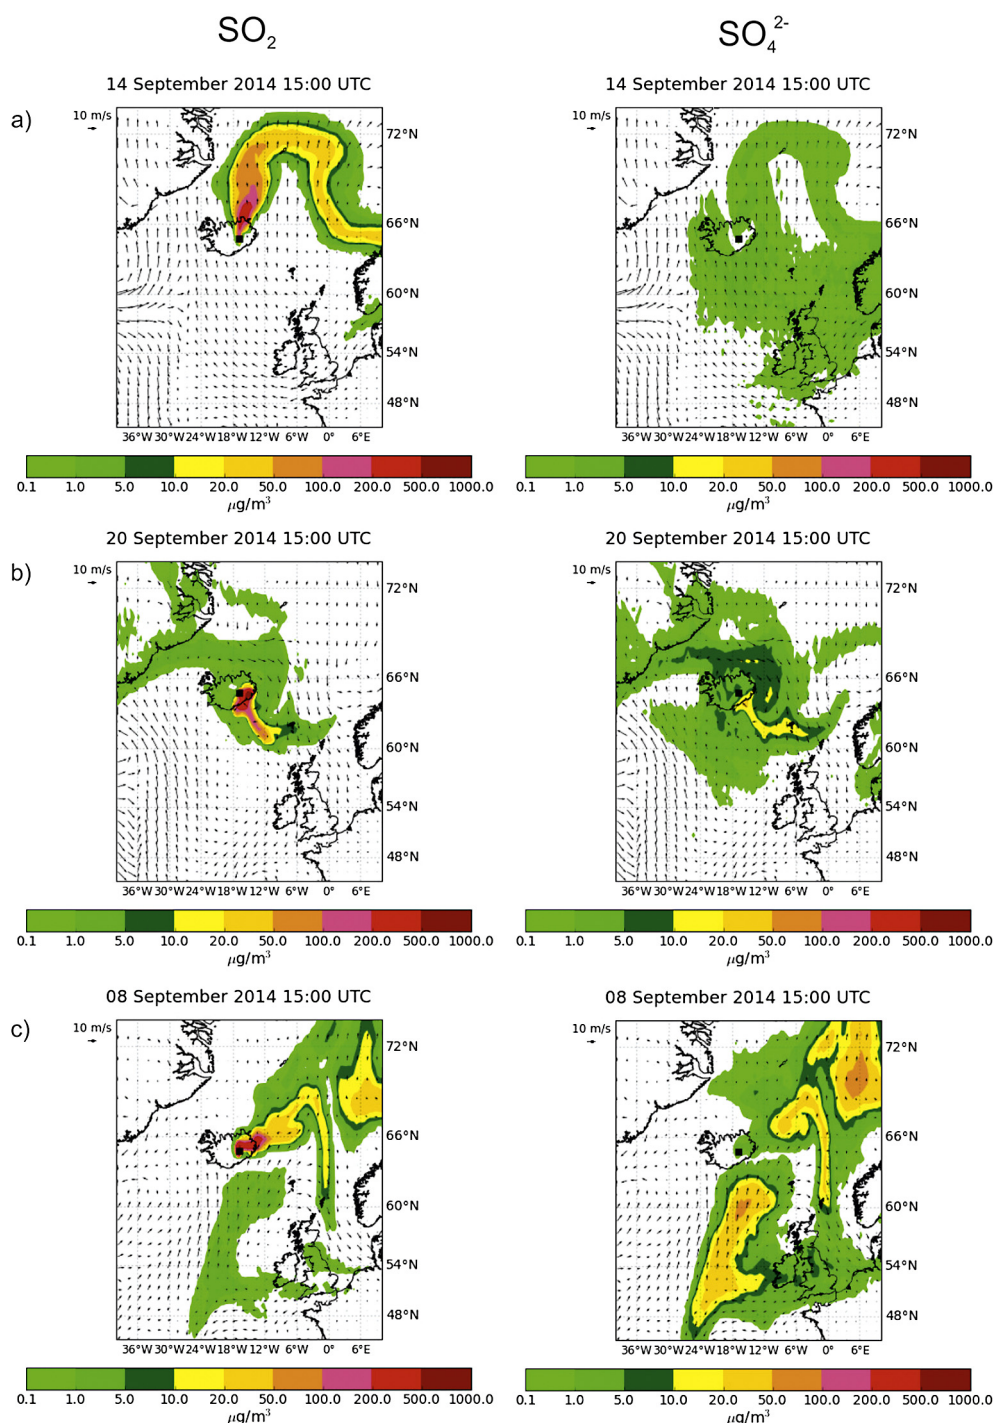 SO2 SO4 2-
14 September 2014 15:00 UTC 14 September 2014 15:00 UTC
a) 10 m/s 10 m/s
72°N 72°N
66°N 66°N
60°N 60°N
54°N 54°N
48°N 48°N
36°W 30°W 24°W 18°W 12°W 6°W 0° 6°E 36°W 30°W 24°W 18°W 12°W 6°W 0° 6°E
0.1 1.0 5.0 10.0 20.0 50.0 100.0 200.0 500.0 1000.0 0.1 1.0 5.0 10.0 20.0 50.0 100.0 200.0 500.0 1000.0
μg/m³ μg/m³
20 September 2014 15:00 UTC 20 September 2014 15:00 UTC
b) 10 m/s 10 m/s
72°N 72°N
66°N 66°N
60°N 60°N
54°N 54°N
48°N 48°N
36°W 30°W 24°W 18°W 12°W 6°W 0° 6°E 36°W 30°W 24°W 18°W 12°W 6°W 0° 6°E
0.1 1.0 5.0 10.0 20.0 50.0 100.0 200.0 500.0 1000.0 0.1 1.0 5.0 10.0 20.0 50.0 100.0 200.0 500.0 1000.0
μg/m³ μg/m³
08 September 2014 15:00 UTC 08 September 2014 15:00 UTC
c) 10 m/s 10 m/s
72°N 72°N
66°N 66°N
60°N 60°N
54°N 54°N
48°N 48°N
36°W 30°W 24°W 18°W 12°W 6°W 0° 6°E 36°W 30°W 24°W 18°W 12°W 6°W 0° 6°E
0.1 1.0 5.0 10.0 20.0 50.0 100.0 200.0 500.0 1000.0 0.1 1.0 5.0 10.0 20.0 50.0 100.0 200.0 500.0 1000.0
μg/m³ μg/m³